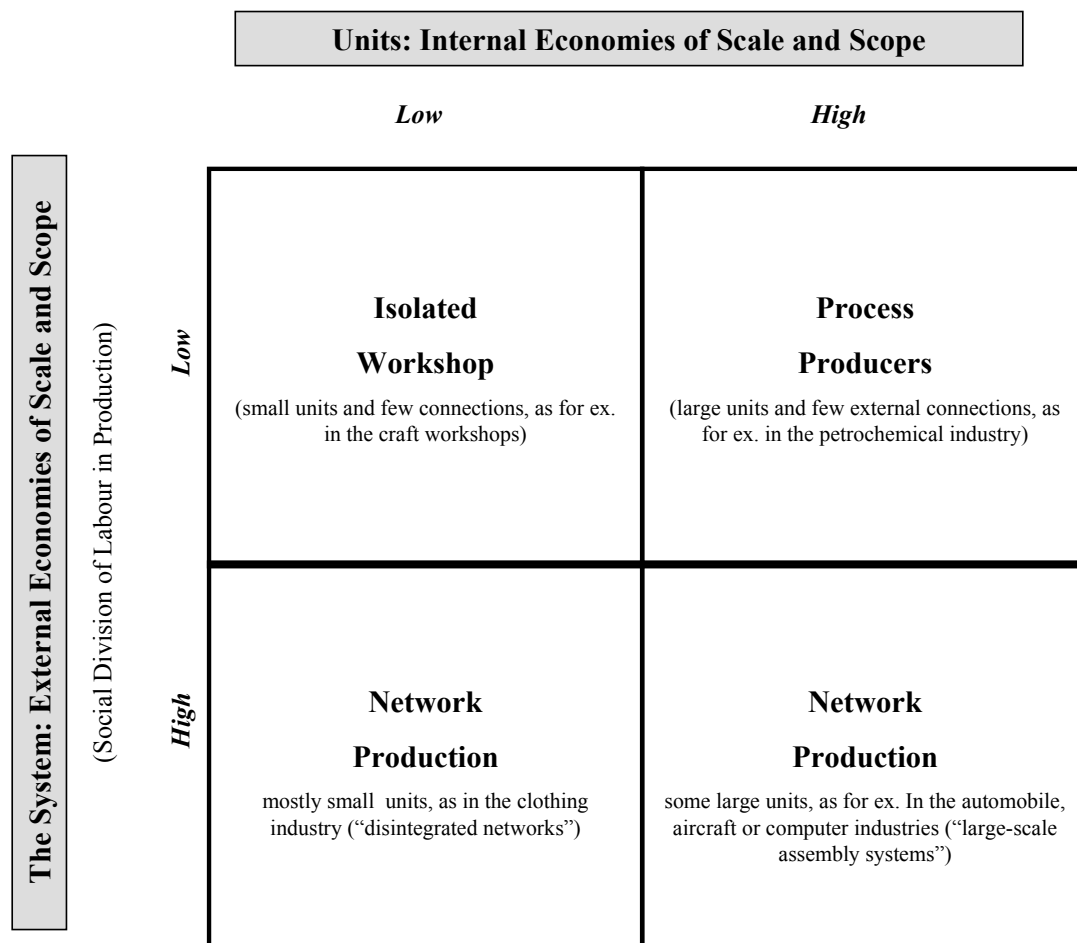 Units: Internal Economies of Scale and Scope
Low
High
The System: External Economies of Scale and Scope
(Social Division of Labour in Production)
Low
Isolated
Workshop
(small units and few connections, as for ex.
in the craft workshops)
Process
Producers
(large units and few external connections, as
for ex. in the petrochemical industry)
High
Network
Production
mostly small units, as in the clothing
industry (“disintegrated networks”)
Network
Production
some large units, as for ex. In the automobile,
aircraft or computer industries (“large-scale
assembly systems”)